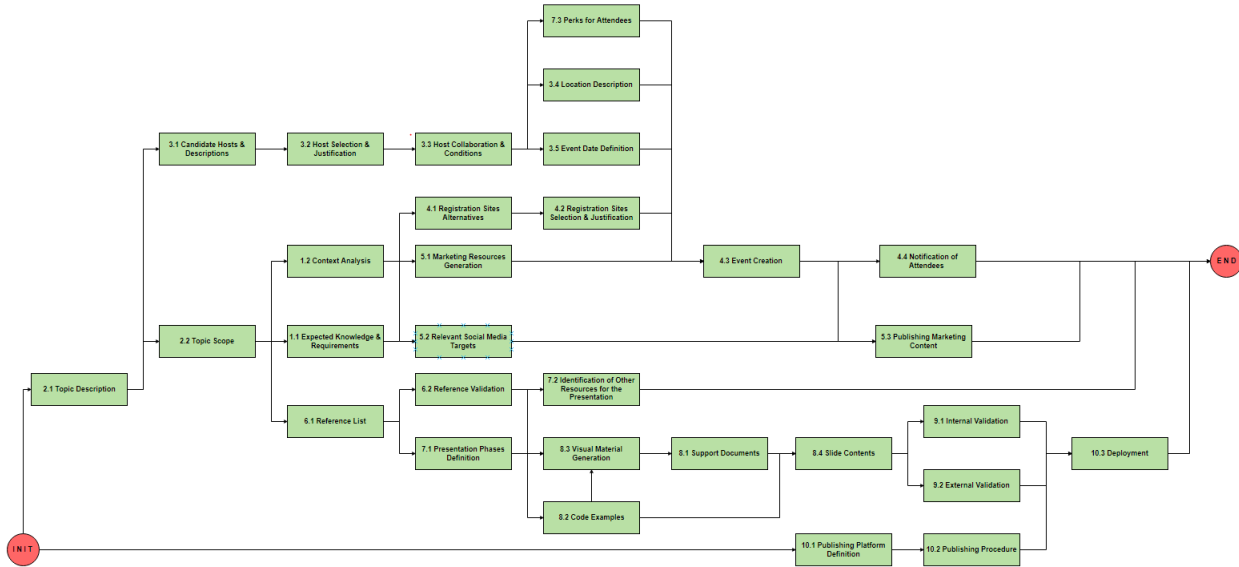 7.3 Perks for Attendees
3.4 Location Description
3.1 Candidate Hosts &
Descriptions
3.2 Host Selection &
Justification
3.3 Host Collaboration &
Conditions
3.5 Event Date Definition
4.1 Registration Sites
Alternatives
4.2 Registration Sites
Selection & Justification
1.2 Context Analysis
5.1 Marketing Resources
Generation
4.3 Event Creation
4.4 Notification of
Attendees
E N D
2.2 Topic Scope
1.1 Expected Knowledge &
Requirements
5.2 Relevant Social Media
Targets
5.3 Publishing Marketing
Content
2.1 Topic Description
6.2 Reference Validation
7.2 Identification of Other
Resources for the
Presentation
6.1 Reference List
9.1 Internal Validation
7.1 Presentation Phases
Definition
8.3 Visual Material
Generation
8.1 Support Documents
8.4 Slide Contents
10.3 Deployment
9.2 External Validation
8.2 Code Examples
I N I T
10.1 Publishing Platform
Definition
10.2 Publishing Procedure